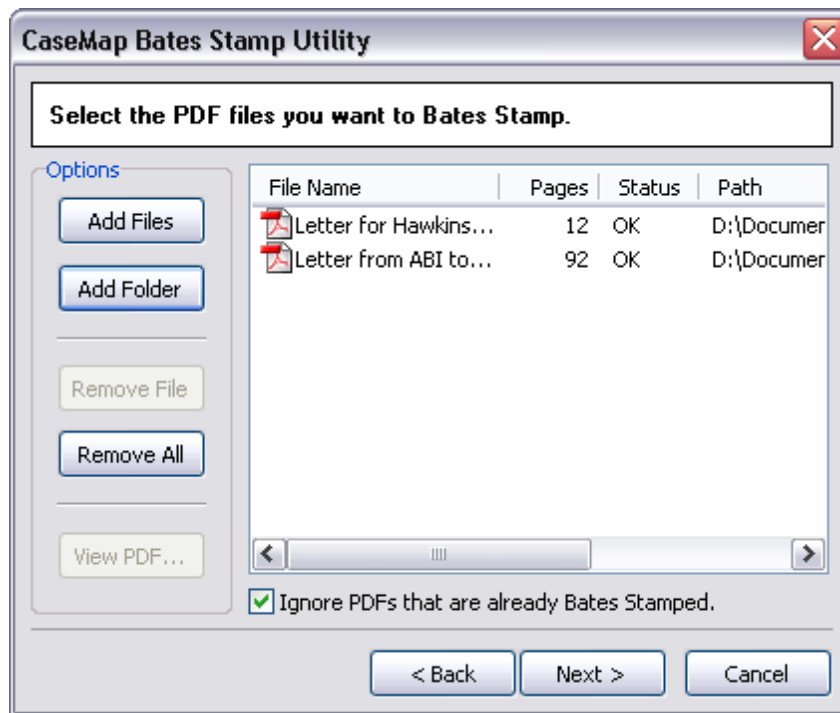 CaseMap Bates Stamp Utility
Select the PDF files you want to Bates Stamp.
Options
Add Files
Add Folder
Remove File
Remove All
View PDF...
File Name Pages Status Path
Letter for Hawkins... 12 OK D:\Documen
Letter from ABI to... 92 OK D:\Documen
Ignore PDFs that are already Bates Stamped.
< Back Next > Cancel